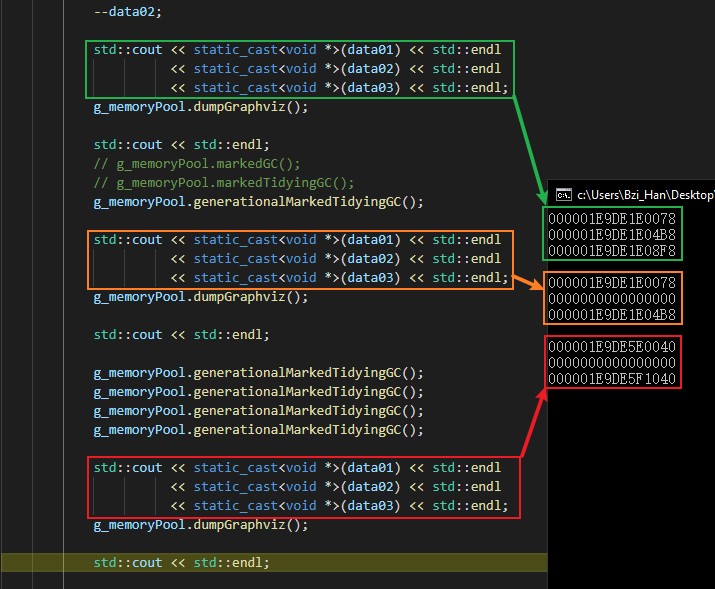 --data02;
std::cout << static_cast<void *>(data01) << std::endl
<< static_cast<void *>(data02) << std::endl
<< static_cast<void *>(data03) << std::endl;
g_memoryPool.dumpGraphviz();
std::cout << std::endl;
// g_memoryPool.markedGC();
// g_memoryPool.markedTidyingGC();
g_memoryPool.generationalMarkedTidyingGC();
std::cout << static_cast<void *>(data01) << std::endl
<< static_cast<void *>(data02) << std::endl
<< static_cast<void *>(data03) << std::endl;
g_memoryPool.dumpGraphviz();
std::cout << std::endl;
g_memoryPool.generationalMarkedTidyingGC();
g_memoryPool.generationalMarkedTidyingGC();
g_memoryPool.generationalMarkedTidyingGC();
g_memoryPool.generationalMarkedTidyingGC();
std::cout << static_cast<void *>(data01) << std::endl
<< static_cast<void *>(data02) << std::endl
<< static_cast<void *>(data03) << std::endl;
g_memoryPool.dumpGraphviz();
std::cout << std::endl;
c:\Users\Bzi_Han\Desktop\
000001E9DE1E0078
000001E9DE1E04B8
000001E9DE1E08F8
000001E9DE1E0078
0000000000000000
000001E9DE1E04B8
000001E9DE5E0040
0000000000000000
000001E9DE5F1040